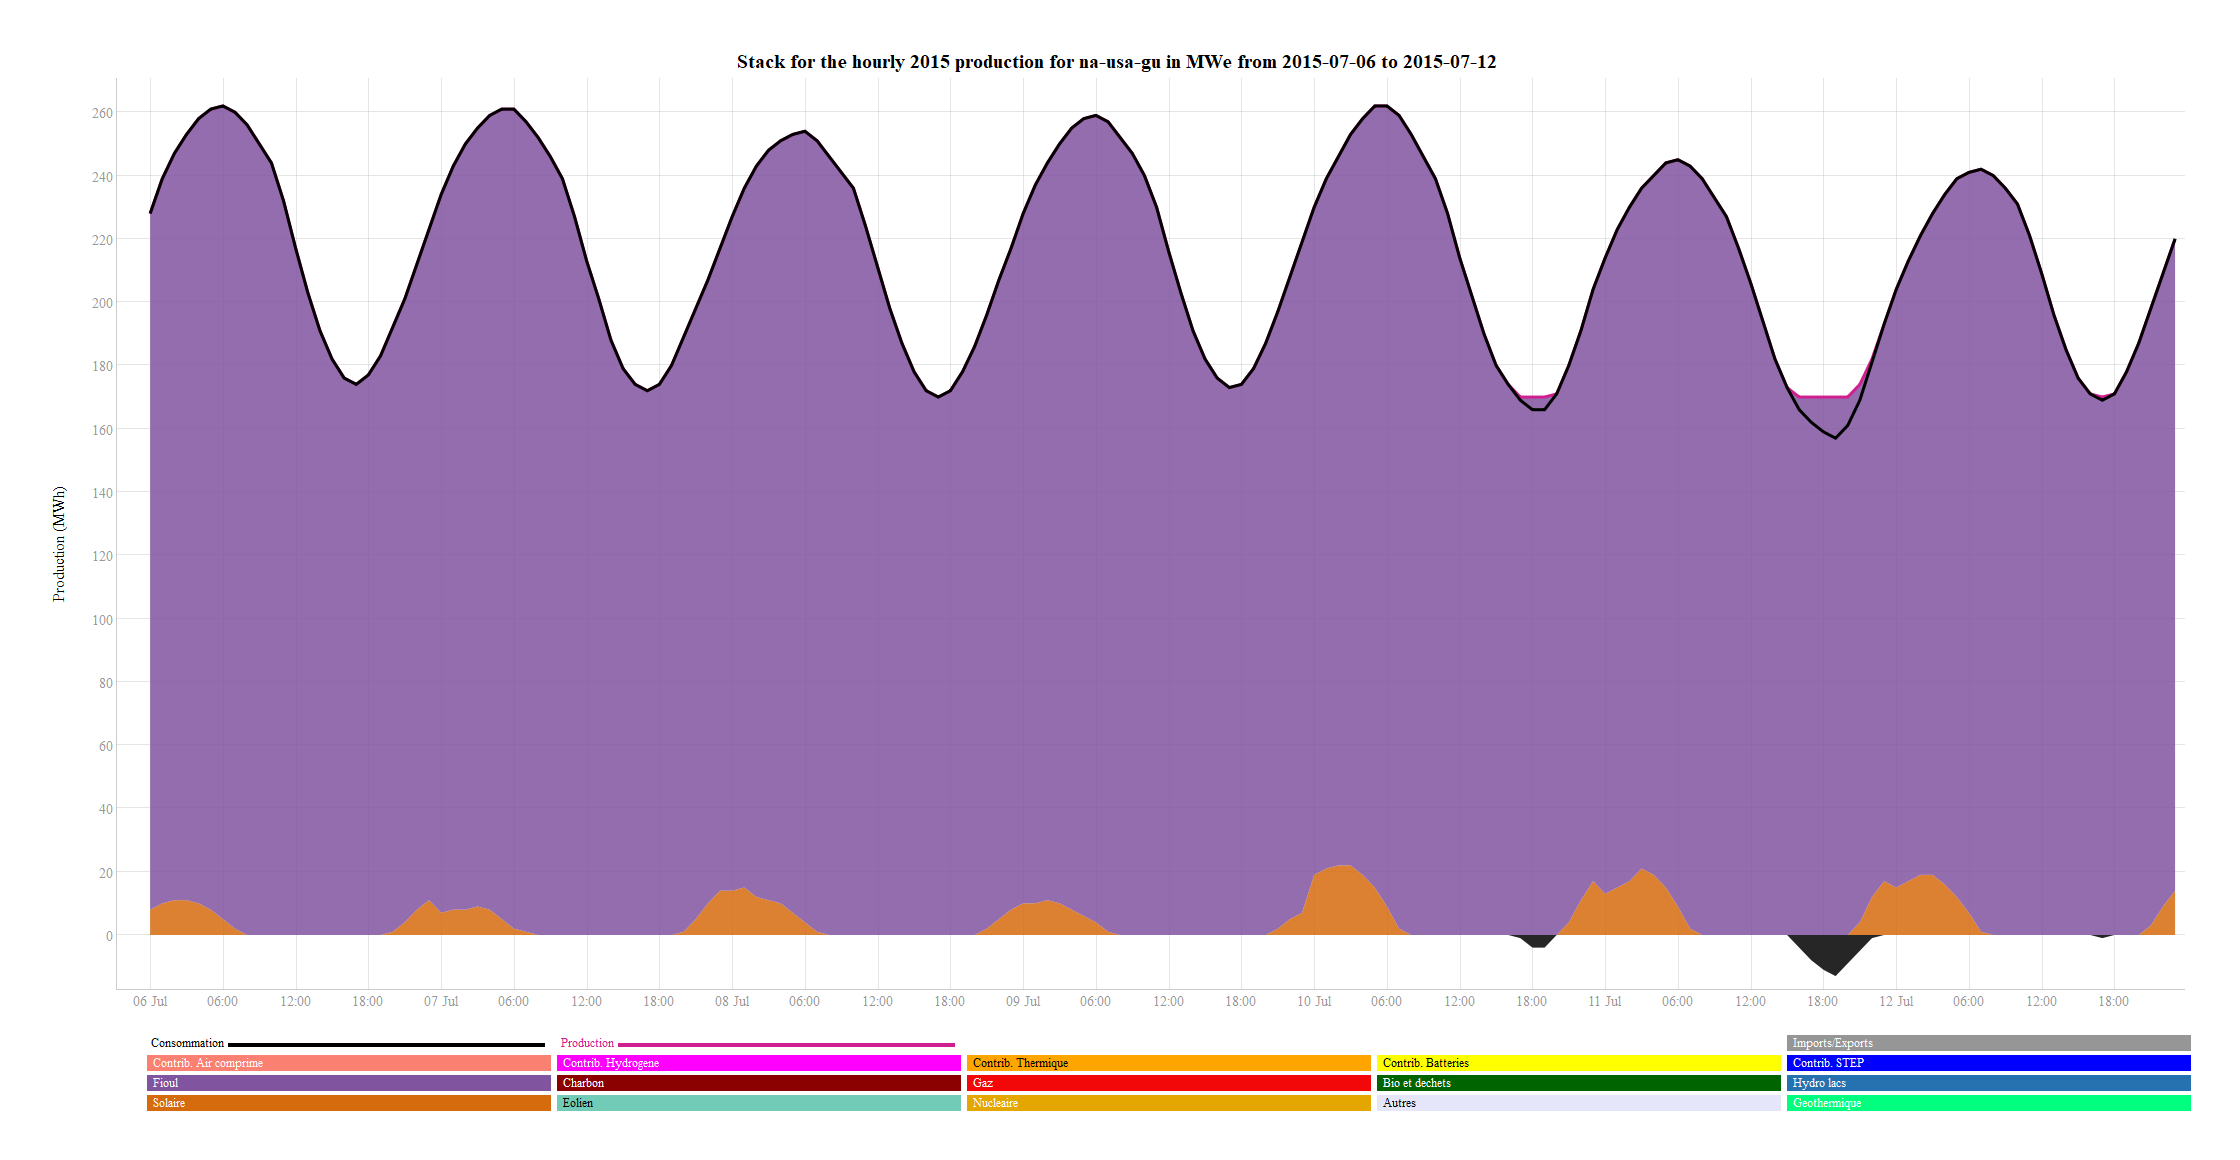 Stack for the hourly 2015 production for na-usa-gu in MWe from 2015-07-06 to 2015-07-12
260
240
220
200
180
160
140
120
100
80
60
40
20
0
Production (MWh)
06 Jul 06:00 12:00 18:00 07 Jul 06:00 12:00 18:00 08 Jul 06:00 12:00 18:00 09 Jul 06:00 12:00 18:00 10 Jul 06:00 12:00 18:00 11 Jul 06:00 12:00 18:00 12 Jul 06:00 12:00 18:00
Consommation Production Imports/Exports
Contrib. Air comprime Contrib. Hydrogene Contrib. Thermique Contrib. Batteries Contrib. STEP
Fioul Charbon Gaz Bio et dechets Hydro lacs
Solaire Eolien Nucleaire Autres Geothermique